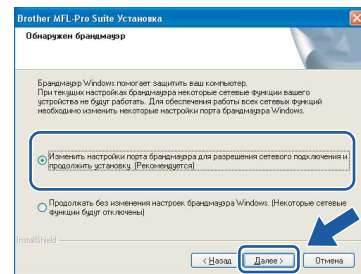 Brother MFL-Pro Suite Установка
Обнаружен брандмауэр
Брандмауэр Windows помогает защитить ваш компьютер.
При текущих настройках брандмауэра некоторые сетевые функции вашего
устройства не будут работать. Для обеспечения работы всех сетевых функций
необходимо изменить некоторые настройки порта брандмауэра Windows.
Изменить настройки порта брандмауэра для разрешения сетевого подключения и
продолжить установку. (Рекомендуется)
Продолжать без изменения настроек брандмауэра Windows. (Некоторые сетевые
функции будут отключены)
InstallShield
< Назад Далее > Отмена